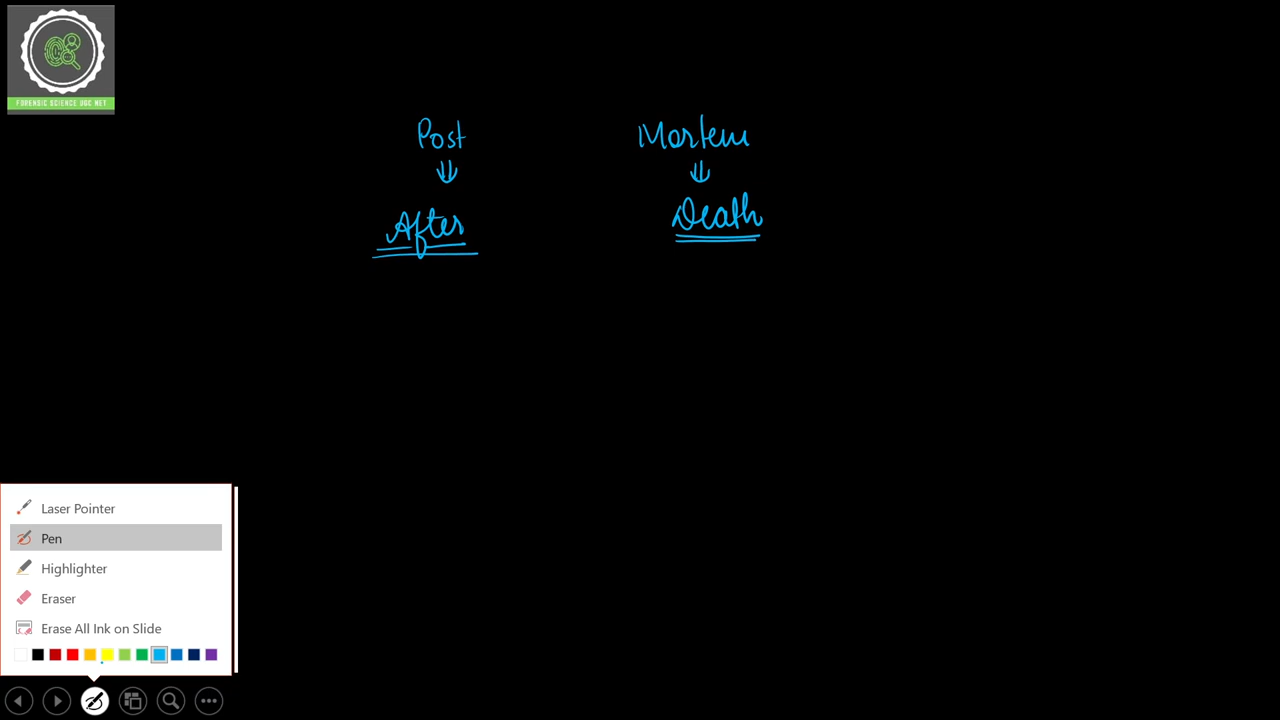 FORENSIC SCIENCE UGC NET
Post Mortem
After Death
Laser Pointer
Pen
Highlighter
Eraser
Erase All Ink on Slide